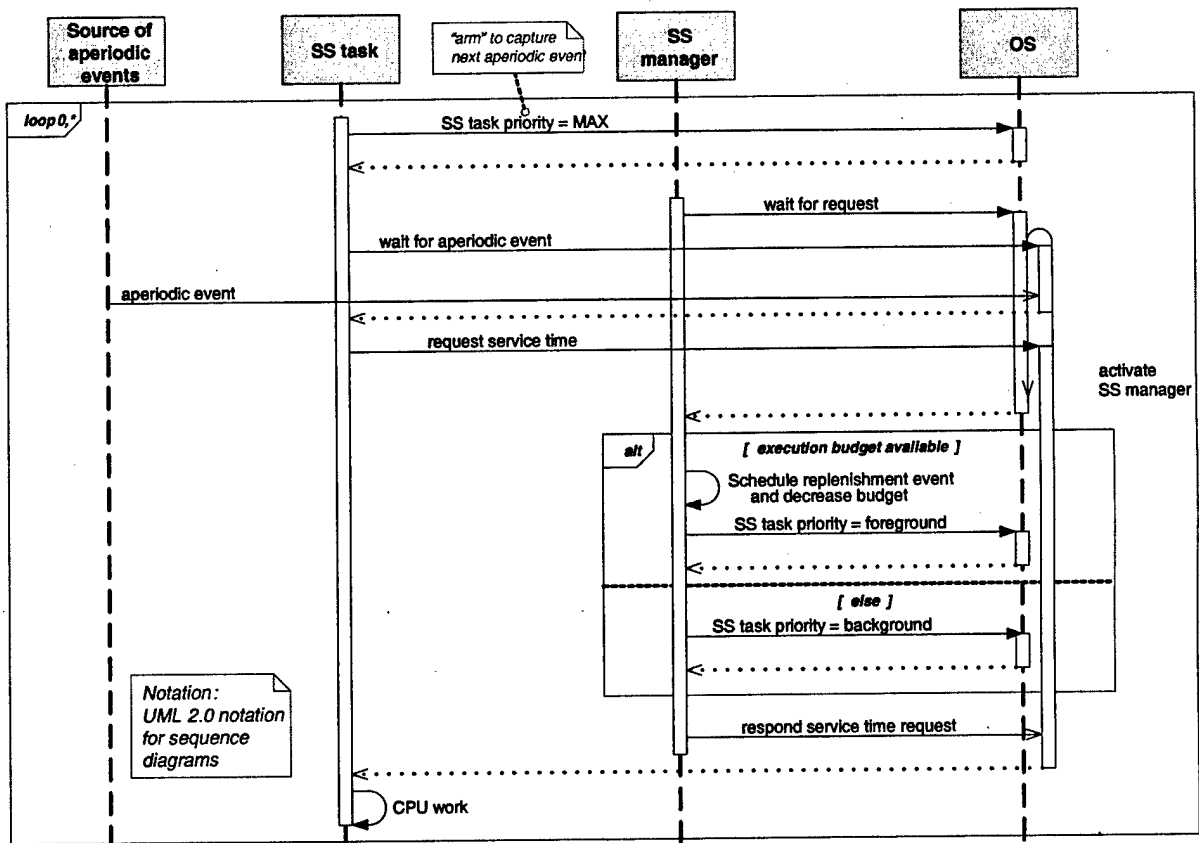 Source of
aperiodic
events
SS task
"arm" to capture
next aperiodic event
SS
manager
OS
loop 0,*
SS task priority = MAX
wait for request
wait for aperiodic event
aperiodic event
request service time
activate
SS manager
alt
[ execution budget available ]
Schedule replenishment event
and decrease budget
SS task priority = foreground
[ else ]
SS task priority = background
Notation:
UML 2.0 notation
for sequence
diagrams
respond service time request
CPU work